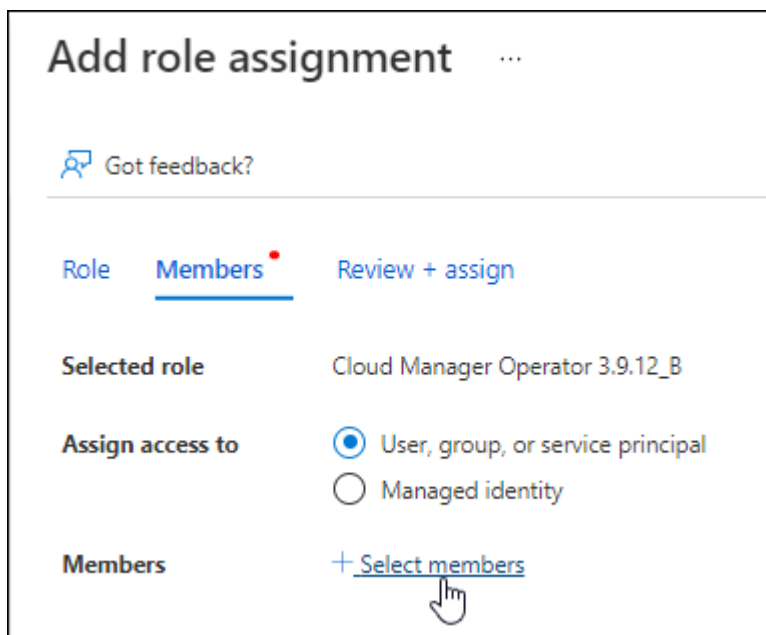 Add role assignment ...
Got feedback?
Role Members Review + assign
Selected role Cloud Manager Operator 3.9.12_B
Assign access to User, group, or service principal
Managed identity
Members + Select members